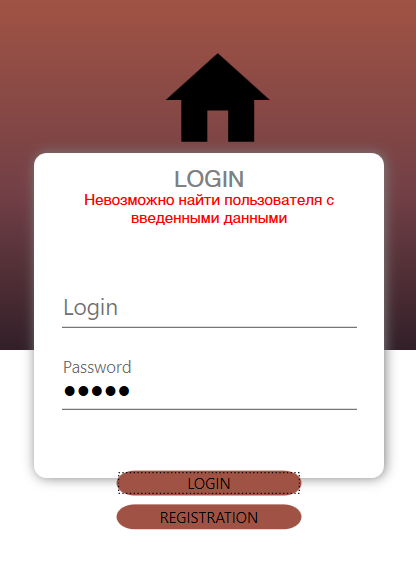 LOGIN
Невозможно найти пользователя с
введенными данными
Login
Password
●●●●●
LOGIN
REGISTRATION